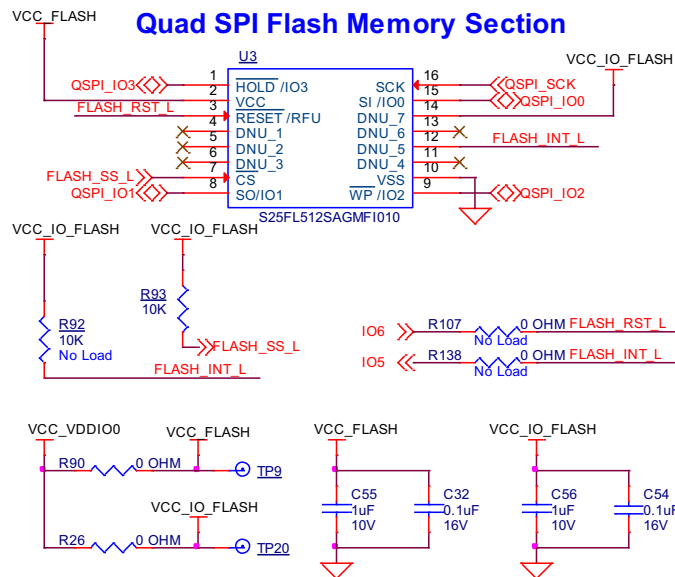 Quad SPI Flash Memory Section
VCC_FLASH
U3
VCC_IO_FLASH
QSPI_IO3 1 HOLD/IO3 SCK 16 QSPI_SCK
2 VCC SI/IO0 15 QSPI_IO0
FLASH_RST_L 3 RESET/RFU DNU_7 14
4 DNU_1 DNU_6 13
5 DNU_2 DNU_5 12 FLASH_INT_L
6 DNU_3 DNU_4 11
FLASH_SS_L 7 CS VSS 10
QSPI_IO1 8 SO/IO1 WP/IO2 9 QSPI_IO2
S25FL512SAGMFI010
VCC_IO_FLASH
R92
10K
No Load
FLASH_INT_L
VCC_IO_FLASH
R93
10K
FLASH_SS_L
IO6 R107 0 OHM FLASH_RST_L
No Load
IO5 R138 0 OHM FLASH_INT_L
No Load
VCC_VDDIO0
VCC_FLASH
R90 0 OHM TP9
VCC_IO_FLASH
R26 0 OHM TP20
VCC_FLASH
C55
1uF
10V
C32
0.1uF
16V
VCC_IO_FLASH
C56
1uF
10V
C54
0.1uF
16V